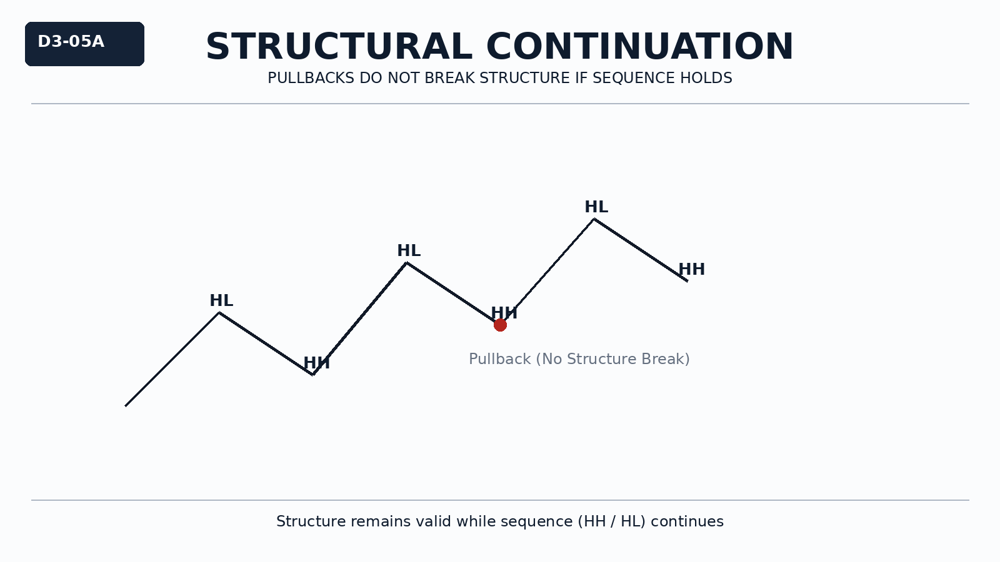 D3-05A
STRUCTURAL CONTINUATION
PULLBACKS DO NOT BREAK STRUCTURE IF SEQUENCE HOLDS
HL
HL
HL
HH
HH
HH
Pullback (No Structure Break)
Structure remains valid while sequence (HH / HL) continues